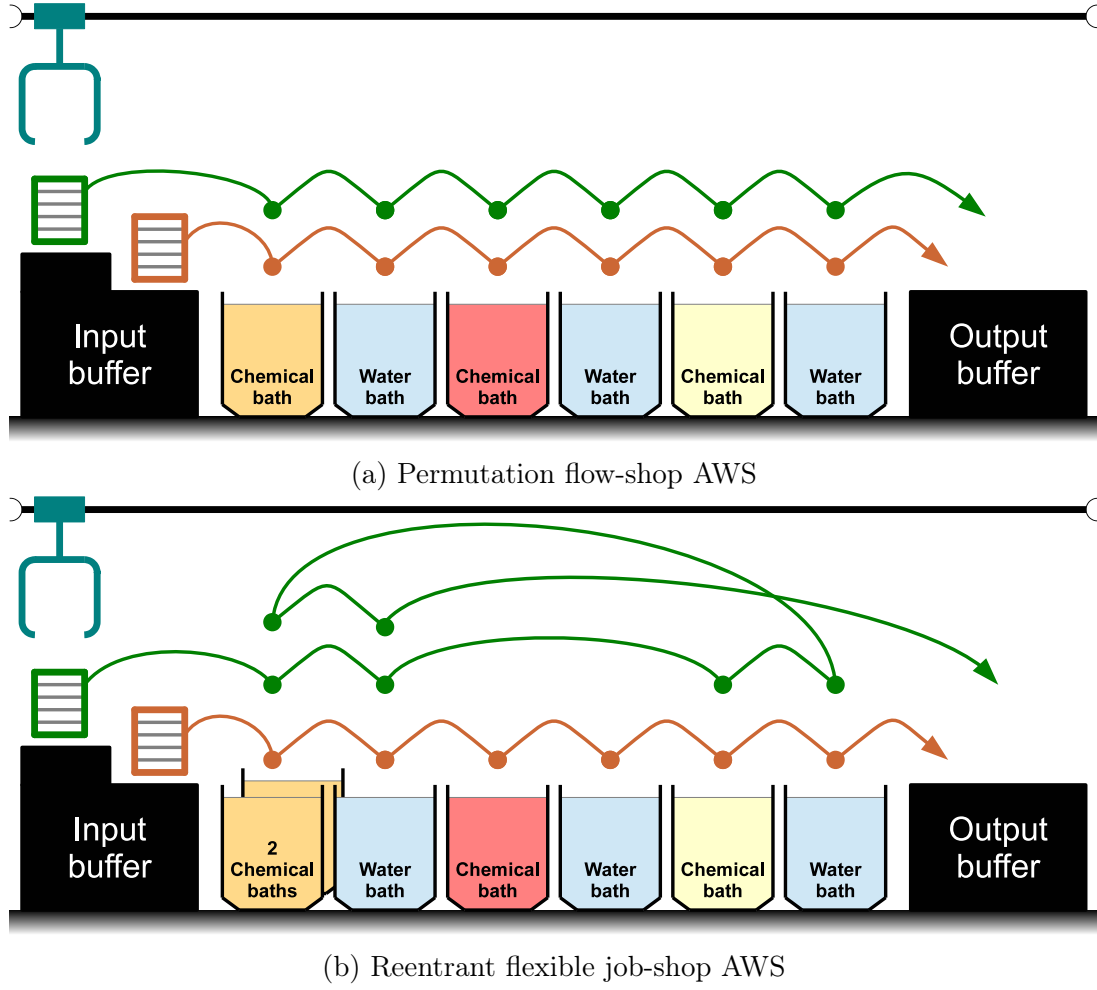 Input
buffer
Chemical
bath
Water
bath
Chemical
bath
Water
bath
Chemical
bath
Water
bath
Output
buffer
(a) Permutation flow-shop AWS
Input
buffer
2
Chemical
baths
Water
bath
Chemical
bath
Water
bath
Chemical
bath
Water
bath
Output
buffer
(b) Reentrant flexible job-shop AWS